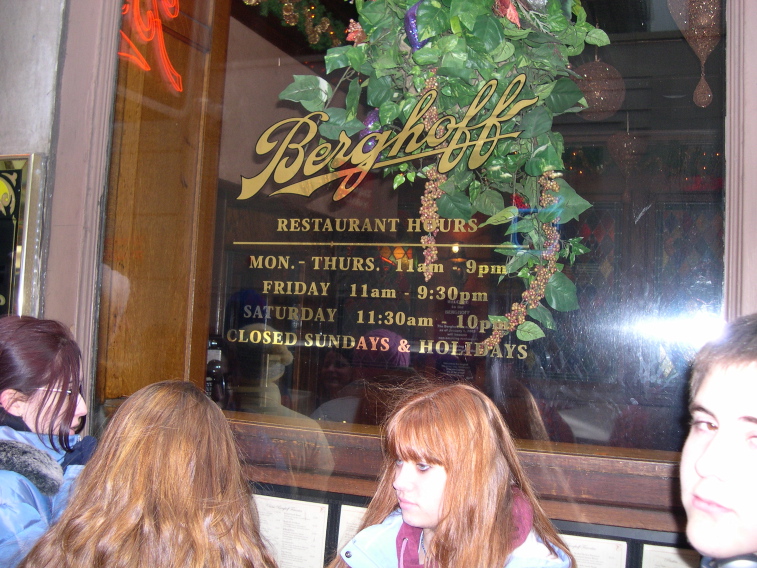 Berghoff
RESTAURANT HOURS
MON. - THURS. 11am - 9pm
FRIDAY 11am - 9:30pm
SATURDAY 11:30am - 10pm
CLOSED SUNDAYS & HOLIDAYS